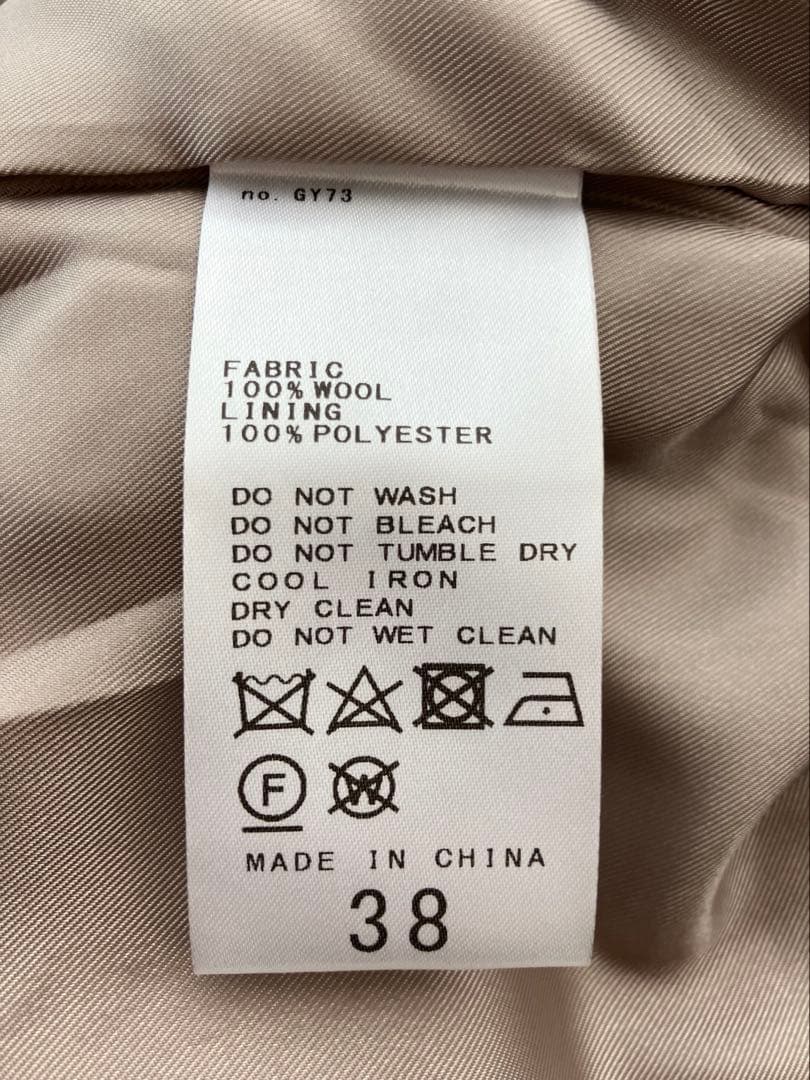 no. GY73
FABRIC
100% WOOL
LINING
100% POLYESTER
DO NOT WASH
DO NOT BLEACH
DO NOT TUMBLE DRY
COOL IRON
DRY CLEAN
DO NOT WET CLEAN
F W
MADE IN CHINA
38